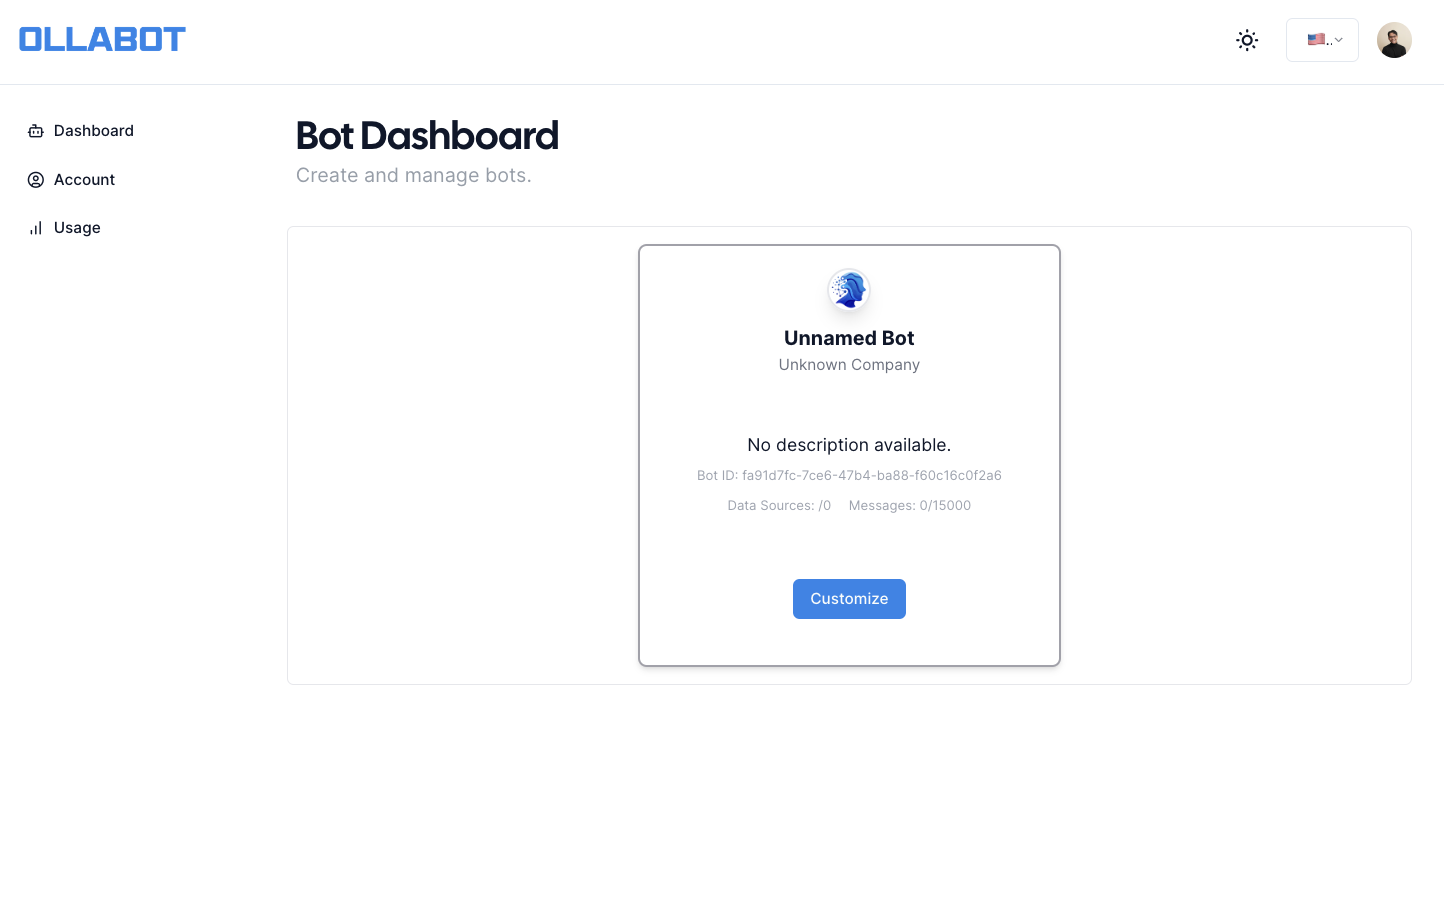 OLLABOT
Dashboard
Account
Usage
Bot Dashboard
Create and manage bots.
Unnamed Bot
Unknown Company
No description available.
Bot ID: fa91d7fc-7ce6-47b4-ba88-f60c16c0f2a6
Data Sources: /0 Messages: 0/15000
Customize